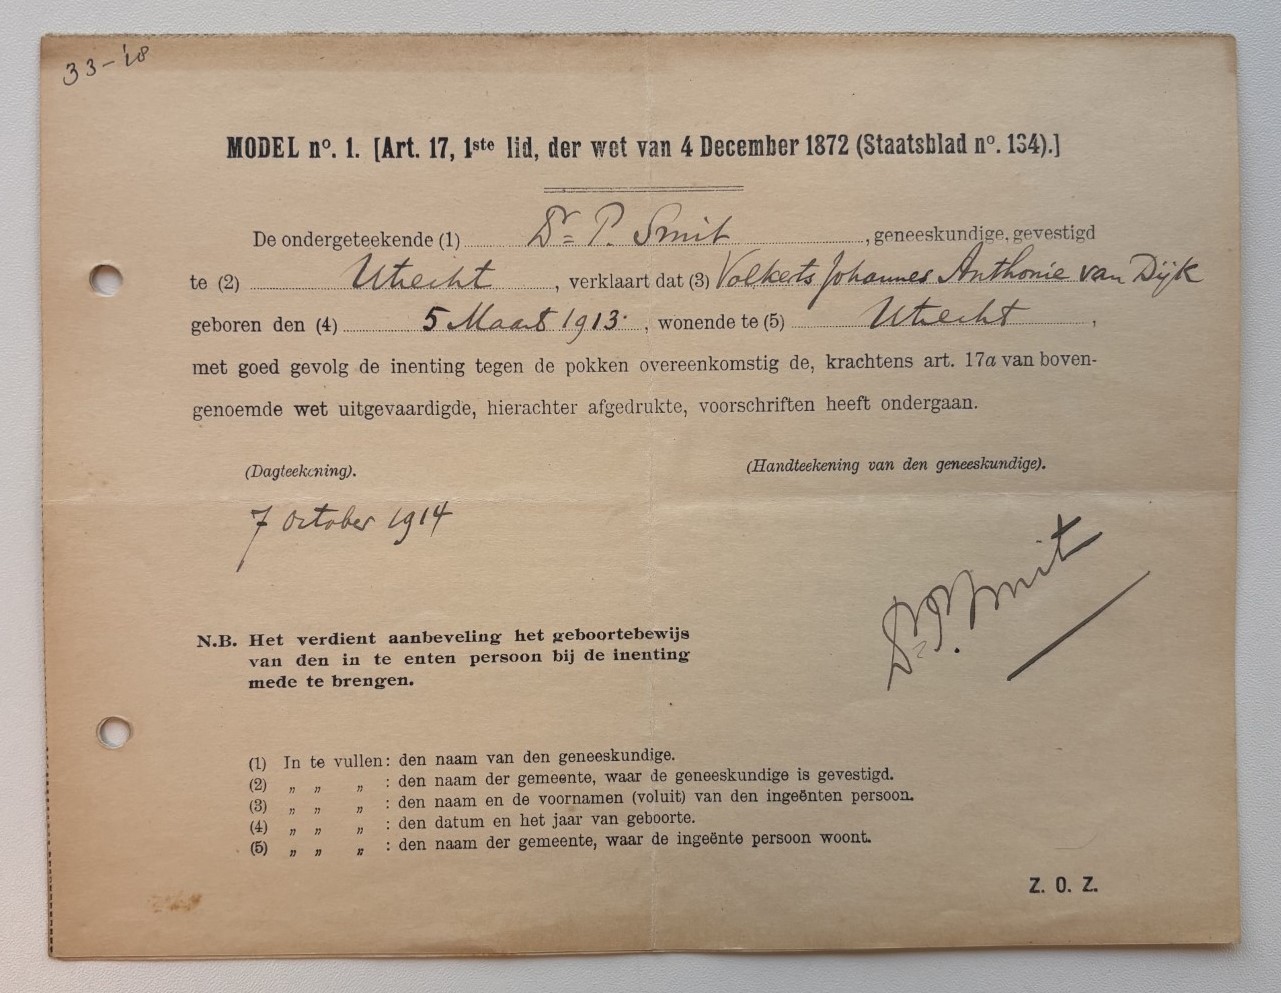 33-'18
MODEL nº. 1. [Art. 17, 1ste lid, der wet van 4 December 1872 (Staatsblad nº. 134).]
De ondergeteekende (1) Dr P. Smit, geneeskundige, gevestigd
te (2) Utrecht, verklaart dat (3) Volkerts Johannes Anthonie van Dijk
geboren den (4) 5 Maart 1913, wonende te (5) Utrecht,
met goed gevolg de inenting tegen de pokken overeenkomstig de, krachtens art. 17a van boven-
genoemde wet uitgevaardigde, hierachter afgedrukte, voorschriften heeft ondergaan.
(Dagteekening).
(Handteekening van den geneeskundige).
7 October 1914
Dr P. Smit
N.B. Het verdient aanbeveling het geboortebewijs
van den in te enten persoon bij de inenting
mede te brengen.
(1) In te vullen: den naam van den geneeskundige.
(2) „ „ „ : den naam der gemeente, waar de geneeskundige is gevestigd.
(3) „ „ „ : den naam en de voornamen (voluit) van den ingeënten persoon.
(4) „ „ „ : den datum en het jaar van geboorte.
(5) „ „ „ : den naam der gemeente, waar de ingeënte persoon woont.
Z. O. Z.